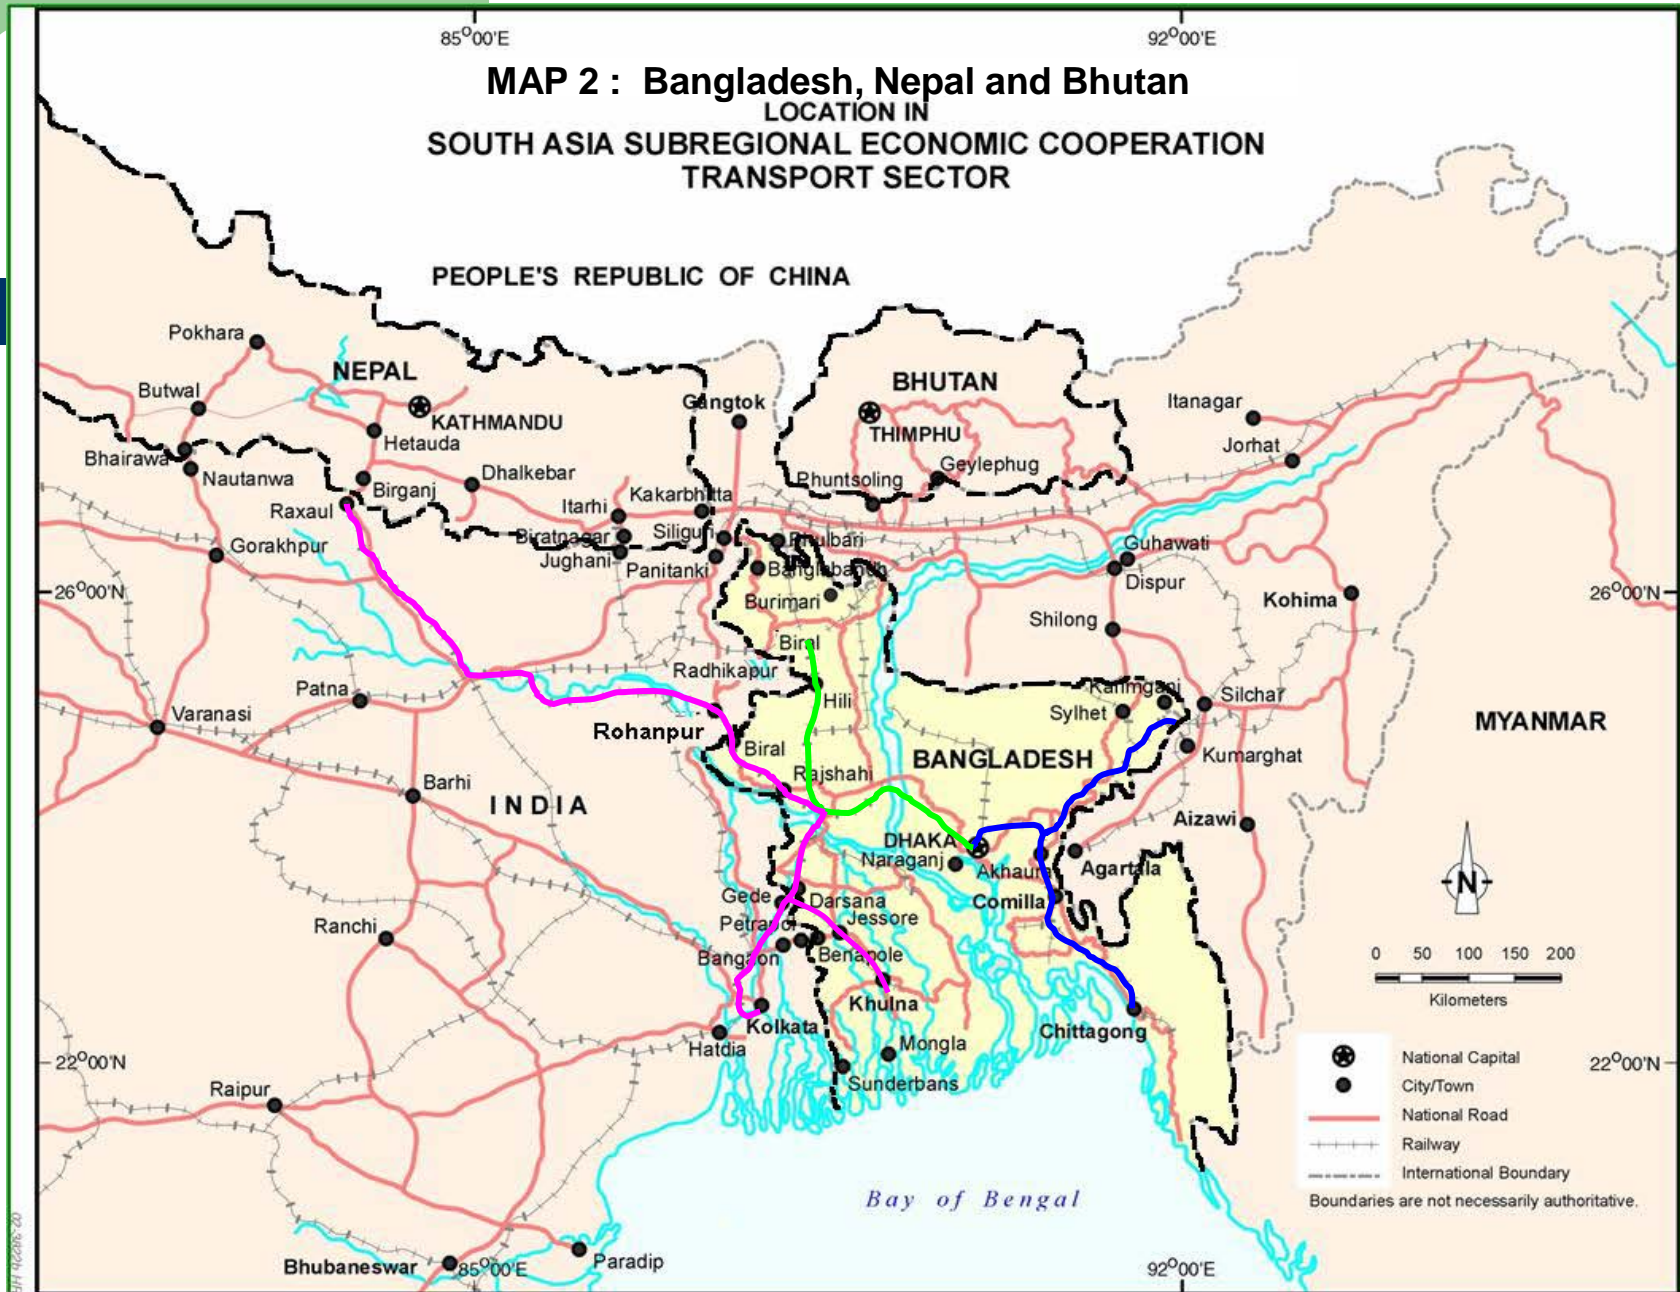 85°00'E
92°00'E
MAP 2 : Bangladesh, Nepal and Bhutan
LOCATION IN
SOUTH ASIA SUBREGIONAL ECONOMIC COOPERATION
TRANSPORT SECTOR
PEOPLE'S REPUBLIC OF CHINA
Pokhara
NEPAL
BHUTAN
Butwal
Gangtok
Itanagar
KATHMANDU
THIMPHU
Hetauda
Jorhat
Bhairawa
Nautanwa
Dhalkebar
Geylephug
Birganj
Kakarbhitta
Phuntsoling
Raxaul
Itarhi
Biratnagar
Siliguri
Phulbari
Gorakhpur
Guhawati
Jughani
Panitanki
Banglabandh
Dispur
26°00'N
Burimari
Kohima
26°00'N
Shilong
Biral
Radhikapur
Patna
Hili
Karimganj
Silchar
Varanasi
Sylhet
MYANMAR
Rohanpur
Biral
BANGLADESH
Kumarghat
Rajshahi
Barhi
INDIA
Aizawi
DHAKA
Naraganj
Akhaura
Agartala
N
Gede
Darsana
Comilla
Ranchi
Petrapol
Jessore
Bangaon
Benapole
0 50 100 150 200
Kilometers
Khulna
Kolkata
Chittagong
Hatdia
Mongla
22°00'N
National Capital
22°00'N
Sunderbans
City/Town
Raipur
National Road
Railway
International Boundary
Bay of Bengal
Boundaries are not necessarily authoritative.
Bhubaneswar
85°00'E
Paradip
92°00'E